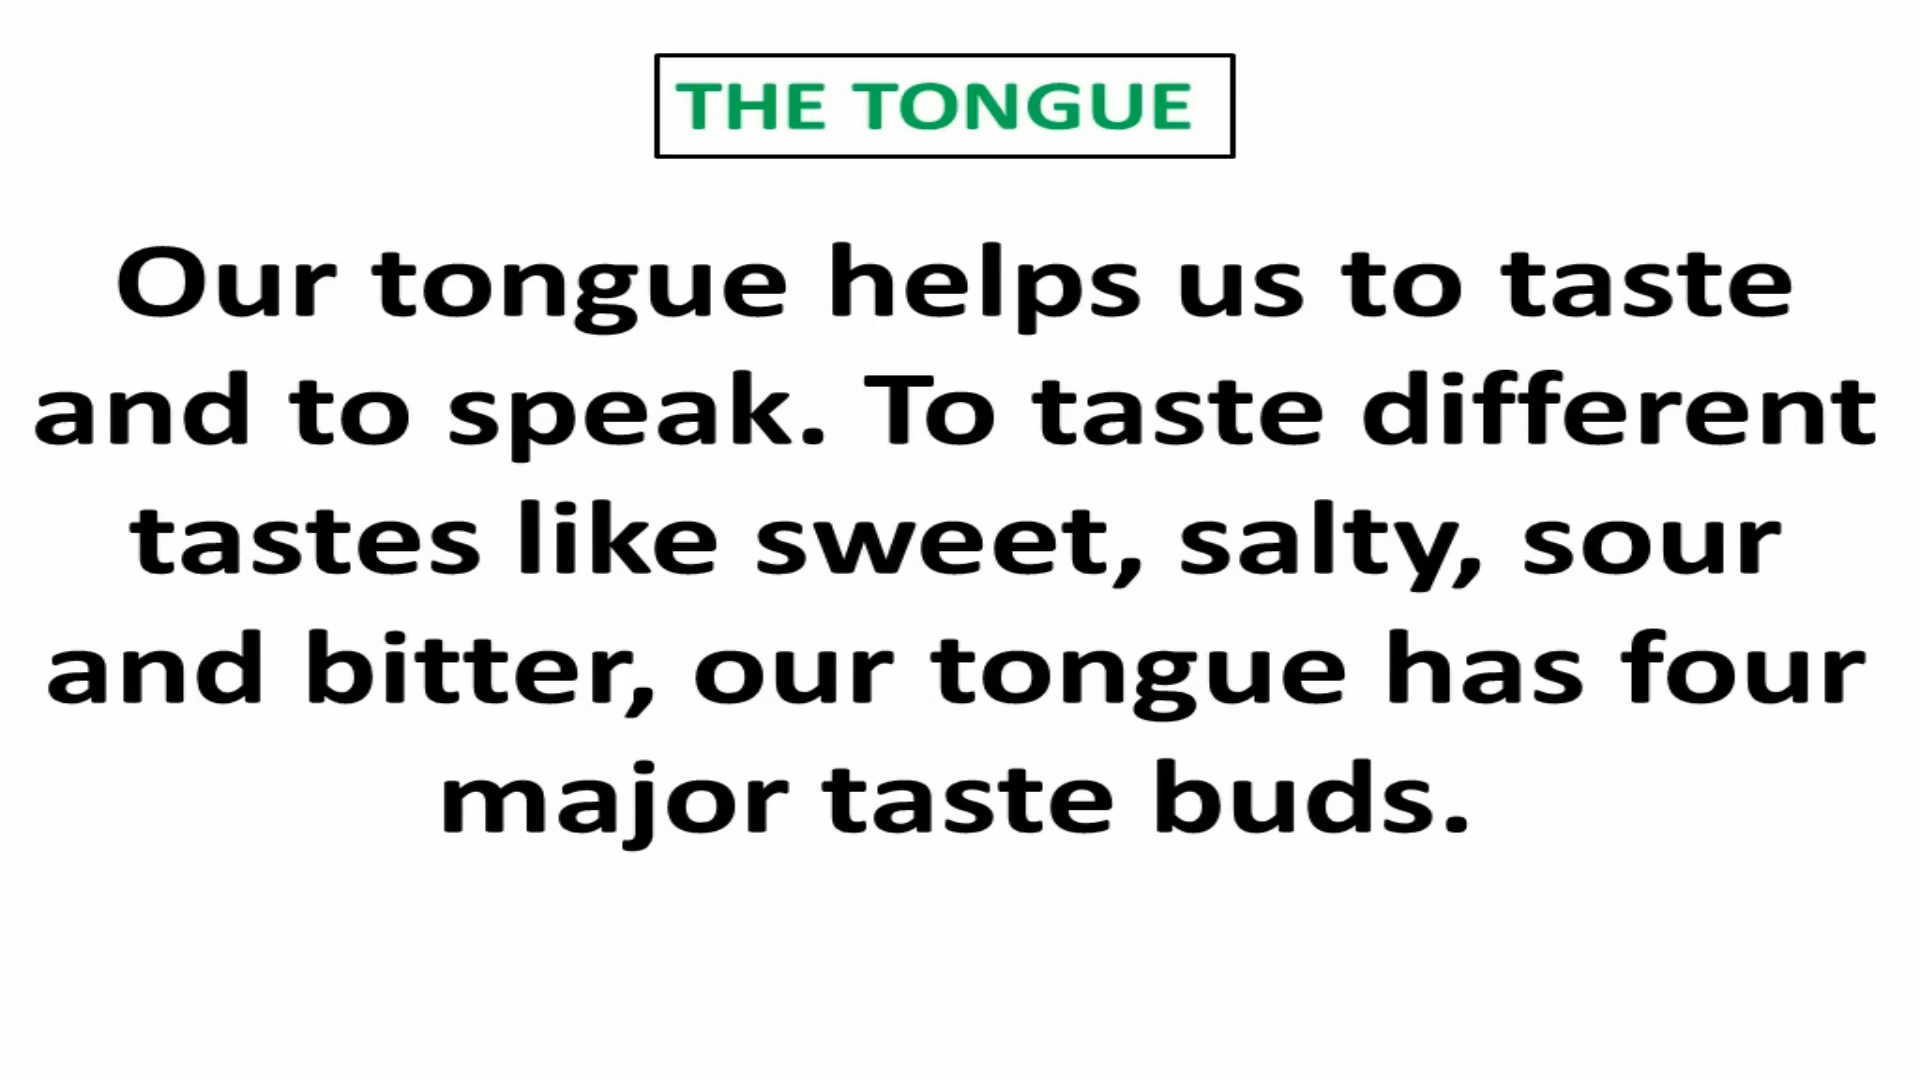 THE TONGUE
Our tongue helps us to taste
and to speak. To taste different
tastes like sweet, salty, sour
and bitter, our tongue has four
major taste buds.